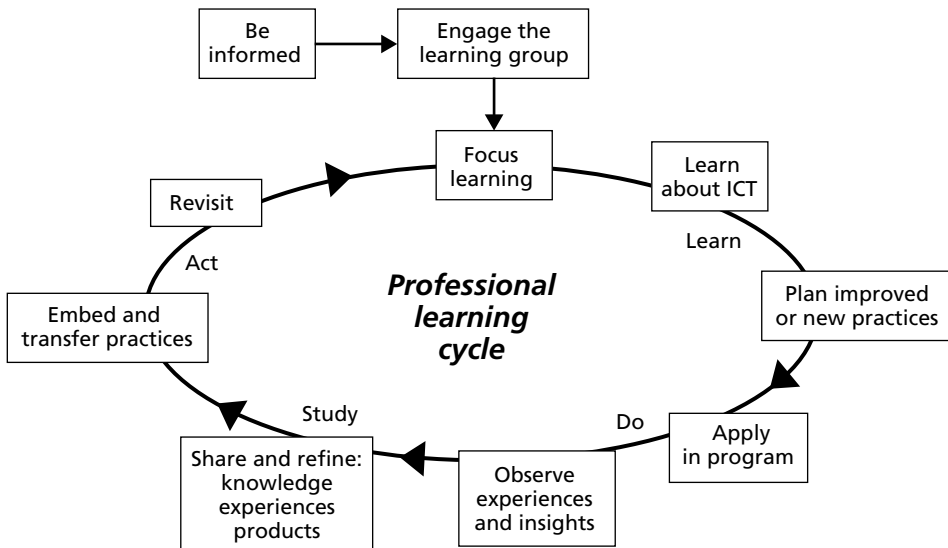 Be
informed
Engage the
learning group
Focus
learning
Learn
about ICT
Learn
Plan improved
or new practices
Apply
in program
Do
Observe
experiences
and insights
Share and refine:
knowledge
experiences
products
Study
Embed and
transfer practices
Act
Revisit
Professional
learning
cycle